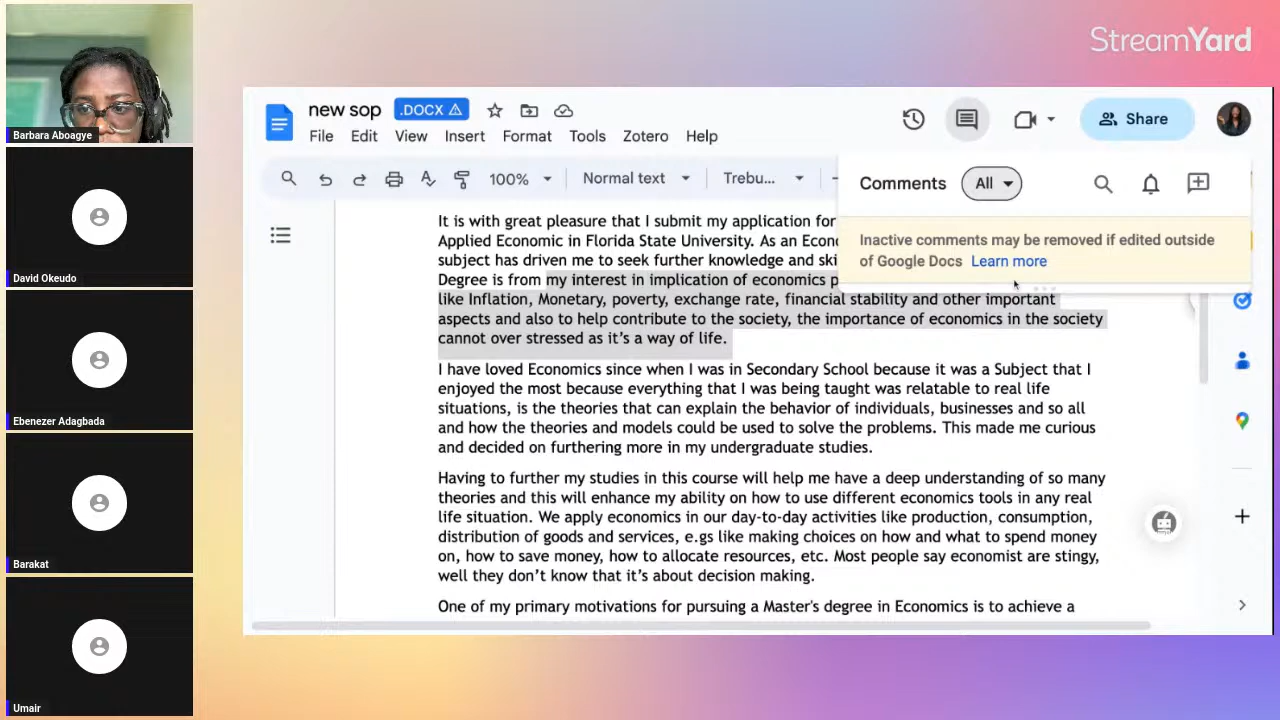 StreamYard
Barbara Aboagye
David Okeudo
Ebenezer Adagbada
Barakat
Umair
new sop
.DOCX
File Edit View Insert Format Tools Zotero Help
Share
100%
Normal text
Trebu...
Comments
All
Inactive comments may be removed if edited outside
of Google Docs Learn more
It is with great pleasure that I submit my application for
Applied Economic in Florida State University. As an Econo
subject has driven me to seek further knowledge and ski
Degree is from my interest in implication of economics p
like Inflation, Monetary, poverty, exchange rate, financial stability and other important
aspects and also to help contribute to the society, the importance of economics in the society
cannot over stressed as it’s a way of life.
I have loved Economics since when I was in Secondary School because it was a Subject that I
enjoyed the most because everything that I was being taught was relatable to real life
situations, is the theories that can explain the behavior of individuals, businesses and so all
and how the theories and models could be used to solve the problems. This made me curious
and decided on furthering more in my undergraduate studies.
Having to further my studies in this course will help me have a deep understanding of so many
theories and this will enhance my ability on how to use different economics tools in any real
life situation. We apply economics in our day-to-day activities like production, consumption,
distribution of goods and services, e.gs like making choices on how and what to spend money
on, how to save money, how to allocate resources, etc. Most people say economist are stingy,
well they don’t know that it’s about decision making.
One of my primary motivations for pursuing a Master's degree in Economics is to achieve a